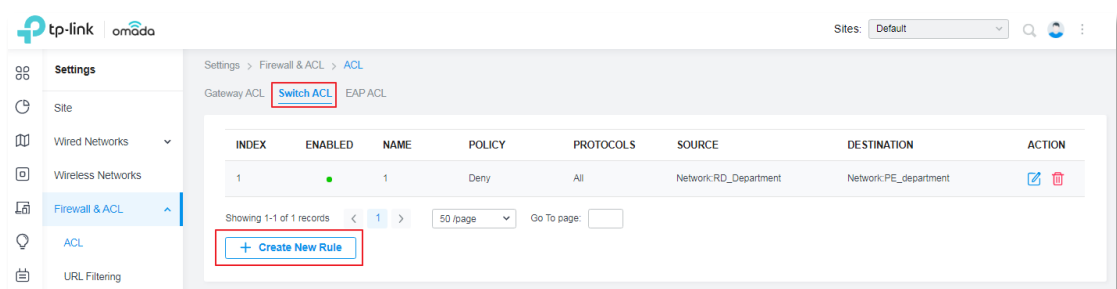 tp-link omada Sites: Default
Settings
Settings > Firewall & ACL > ACL
Gateway ACL Switch ACL EAP ACL
Site
Wired Networks
INDEX ENABLED NAME POLICY PROTOCOLS SOURCE DESTINATION ACTION
Wireless Networks
1 1 Deny All Network:RD_Department Network:PE_department
Firewall & ACL
Showing 1-1 of 1 records < 1 > 50 /page Go To page:
ACL
+ Create New Rule
URL Filtering